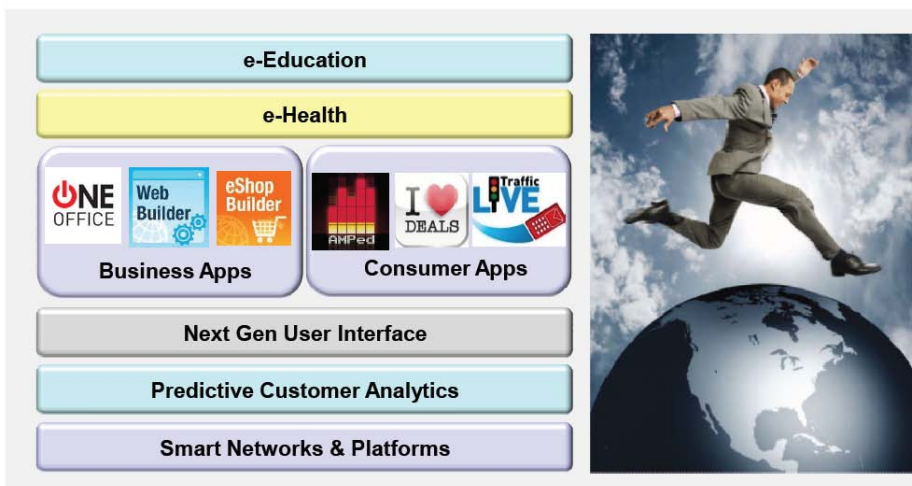 e-Education
e-Health
ONE
OFFICE
Web
Builder
eShop
Builder
AMPed
I
DEALS
Traffic
LIVE
Business Apps
Consumer Apps
Next Gen User Interface
Predictive Customer Analytics
Smart Networks & Platforms